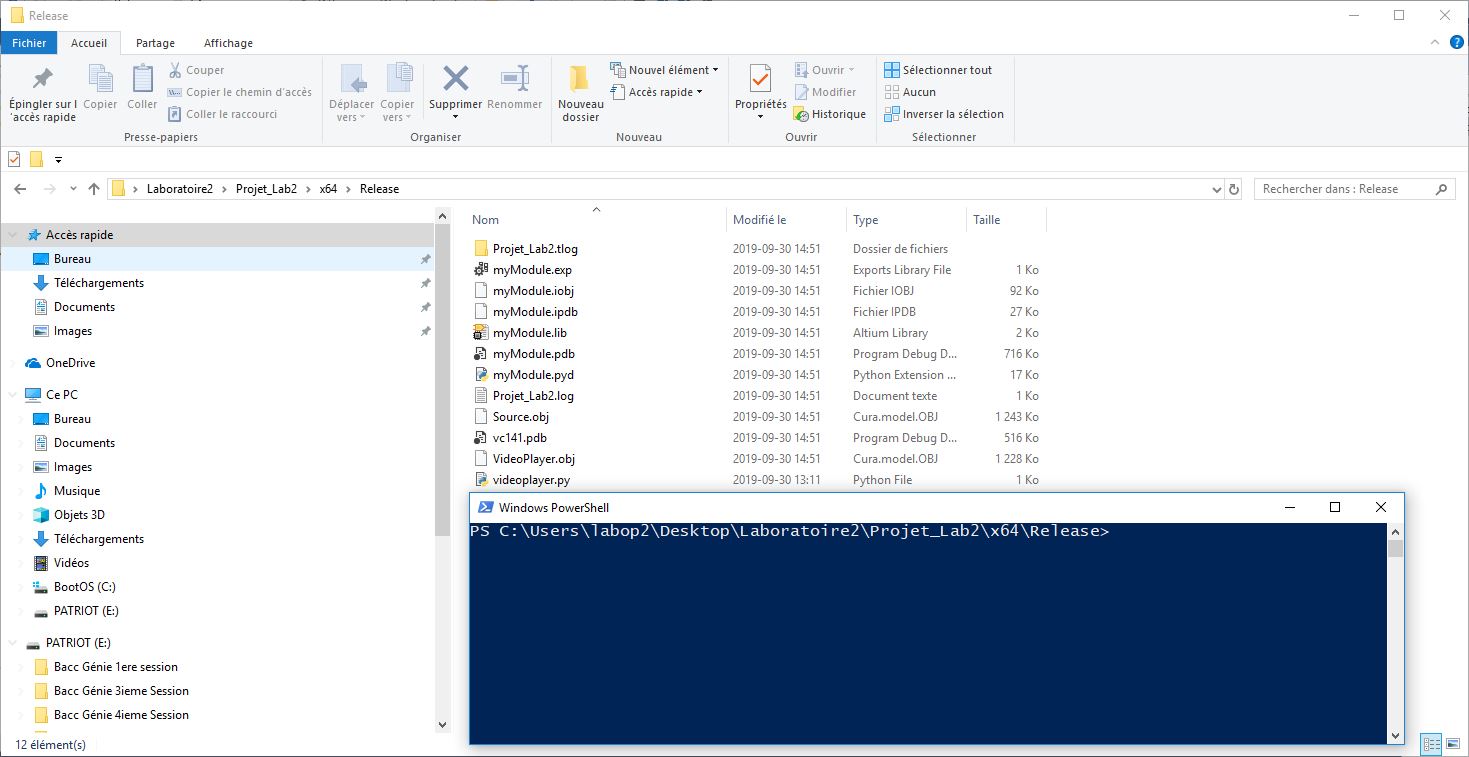 Release
Fichier Accueil Partage Affichage
Épingler sur l'accès rapide
Copier
Coller
Couper
Copier le chemin d'accès
Coller le raccourci
Presse-papiers
Déplacer vers
Copier vers
Supprimer
Renommer
Organiser
Nouveau dossier
Nouvel élément
Accès rapide
Nouveau
Propriétés
Ouvrir
Modifier
Historique
Ouvrir
Sélectionner tout
Aucun
Inverser la sélection
Sélectionner
Laboratoire2 › Projet_Lab2 › x64 › Release
Rechercher dans : Release
Accès rapide
Bureau
Téléchargements
Documents
Images
OneDrive
Ce PC
Bureau
Documents
Images
Musique
Objets 3D
Téléchargements
Vidéos
BootOS (C:)
PATRIOT (E:)
PATRIOT (E:)
Bacc Génie 1ere session
Bacc Génie 3ieme Session
Bacc Génie 4ieme Session
Nom Modifié le Type Taille
Projet_Lab2.tlog 2019-09-30 14:51 Dossier de fichiers
myModule.exp 2019-09-30 14:51 Exports Library File 1 Ko
myModule.iobj 2019-09-30 14:51 Fichier IOBJ 92 Ko
myModule.ipdb 2019-09-30 14:51 Fichier IPDB 27 Ko
myModule.lib 2019-09-30 14:51 Altium Library 2 Ko
myModule.pdb 2019-09-30 14:51 Program Debug D... 716 Ko
myModule.pyd 2019-09-30 14:51 Python Extension ... 17 Ko
Projet_Lab2.log 2019-09-30 14:51 Document texte 1 Ko
Source.obj 2019-09-30 14:51 Cura.model.OBJ 1 243 Ko
vc141.pdb 2019-09-30 14:51 Program Debug D... 516 Ko
VideoPlayer.obj 2019-09-30 14:51 Cura.model.OBJ 1 228 Ko
videoplayer.py 2019-09-30 13:11 Python File 1 Ko
Windows PowerShell
PS C:\Users\labop2\Desktop\Laboratoire2\Projet_Lab2\x64\Release>
12 élément(s)